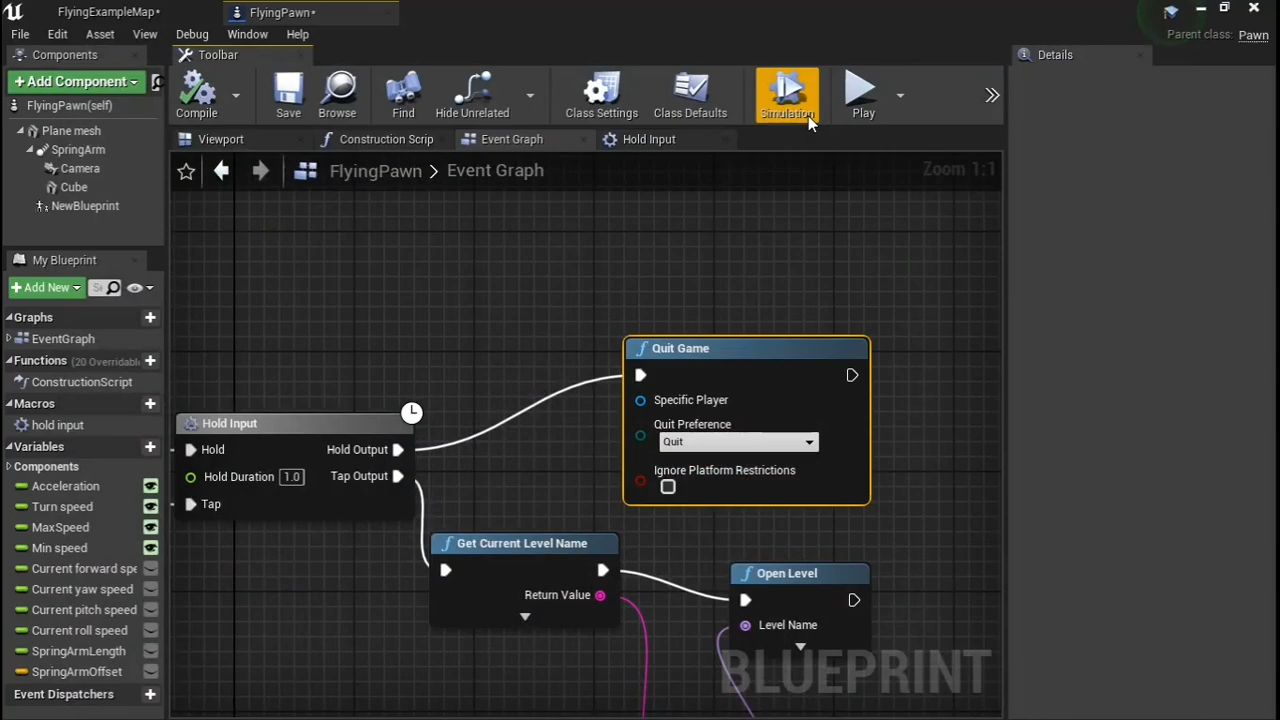 FlyingExampleMap•
FlyingPawn•
File
Edit
Asset
View
Debug
Window
Help
Parent class:
Pawn
Components
Toolbar
Details
+ Add Component
FlyingPawn(self)
Compile
Save
Browse
Find
Hide Unrelated
Class Settings
Class Defaults
Simulation
Play
Plane mesh
SpringArm
Camera
Cube
NewBlueprint
Viewport
Construction Scrip
Event Graph
Hold Input
FlyingPawn > Event Graph
Zoom 1:1
My Blueprint
+ Add New
Graphs
EventGraph
Functions (20 Overridable
ConstructionScript
Macros
hold input
Variables
Components
Acceleration
Turn speed
MaxSpeed
Min speed
Current forward spe
Current yaw speed
Current pitch speed
Current roll speed
SpringArmLength
SpringArmOffset
Event Dispatchers
Quit Game
Specific Player
Quit Preference
Quit
Ignore Platform Restrictions
Hold Input
Hold
Hold Output
Hold Duration 1.0
Tap Output
Tap
Get Current Level Name
Return Value
Open Level
Level Name
BLUEPRINT